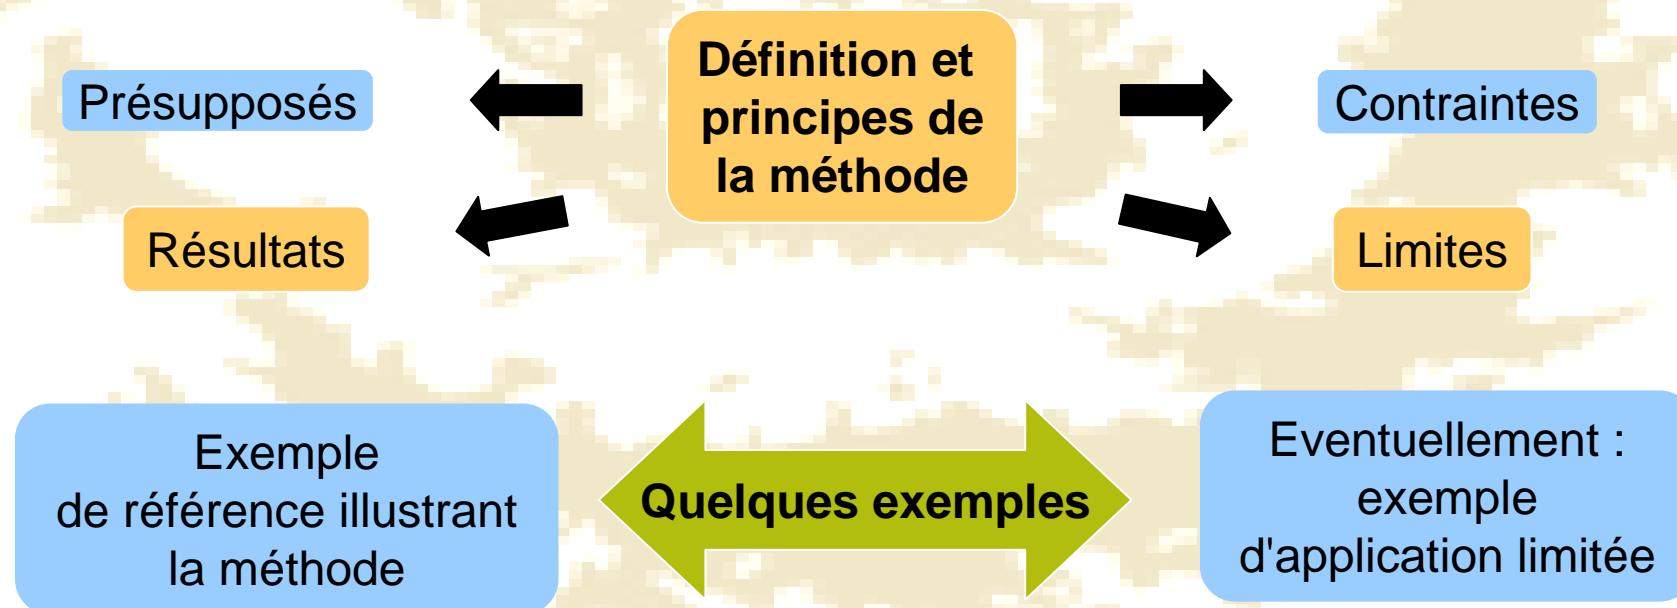 Définition et
principes de
la méthode
Présupposés
Contraintes
Résultats
Limites
Exemple
de référence illustrant
la méthode
Quelques exemples
Eventuellement :
exemple
d'application limitée